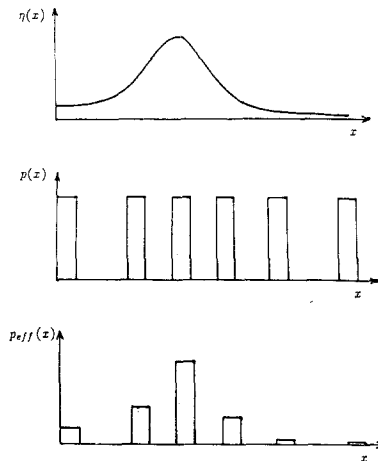 η(x)
x
p(x)
x
p_eff(x)
x